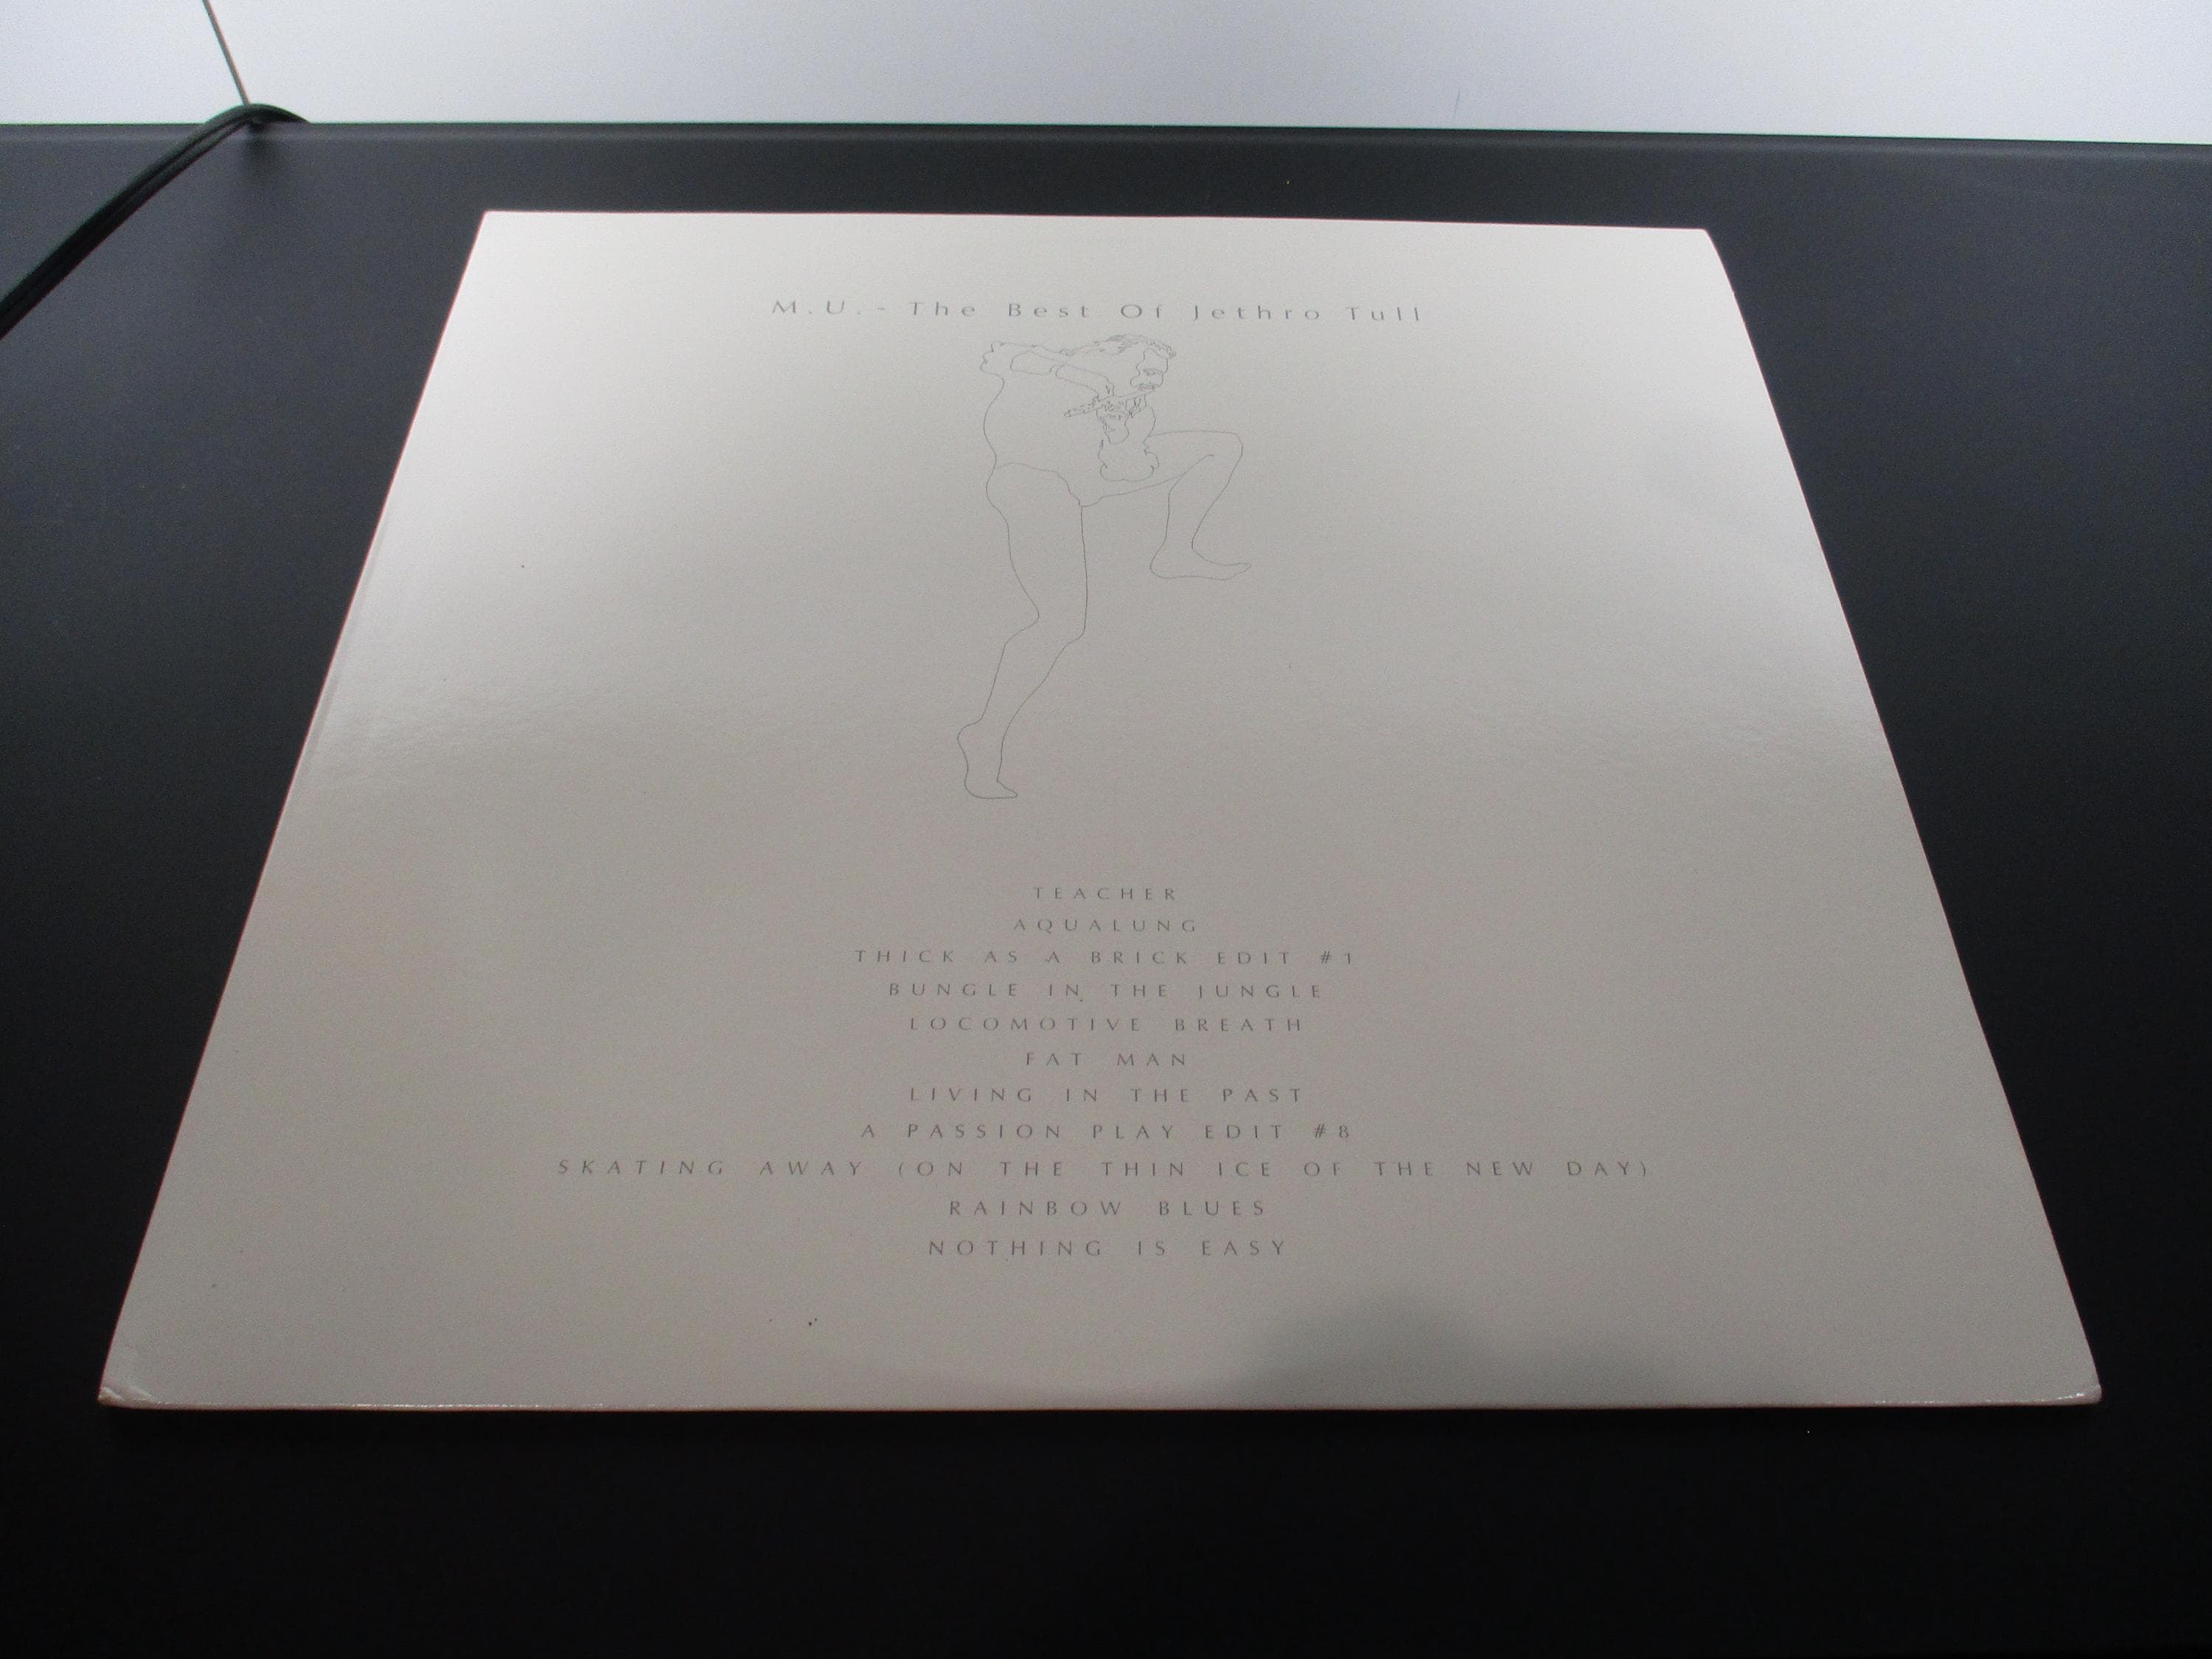 M.U. - The Best Of Jethro Tull
TEACHER
AQUALUNG
THICK AS A BRICK EDIT #1
BUNGLE IN THE JUNGLE
LOCOMOTIVE BREATH
FAT MAN
LIVING IN THE PAST
A PASSION PLAY EDIT #8
SKATING AWAY (ON THE THIN ICE OF THE NEW DAY)
RAINBOW BLUES
NOTHING IS EASY